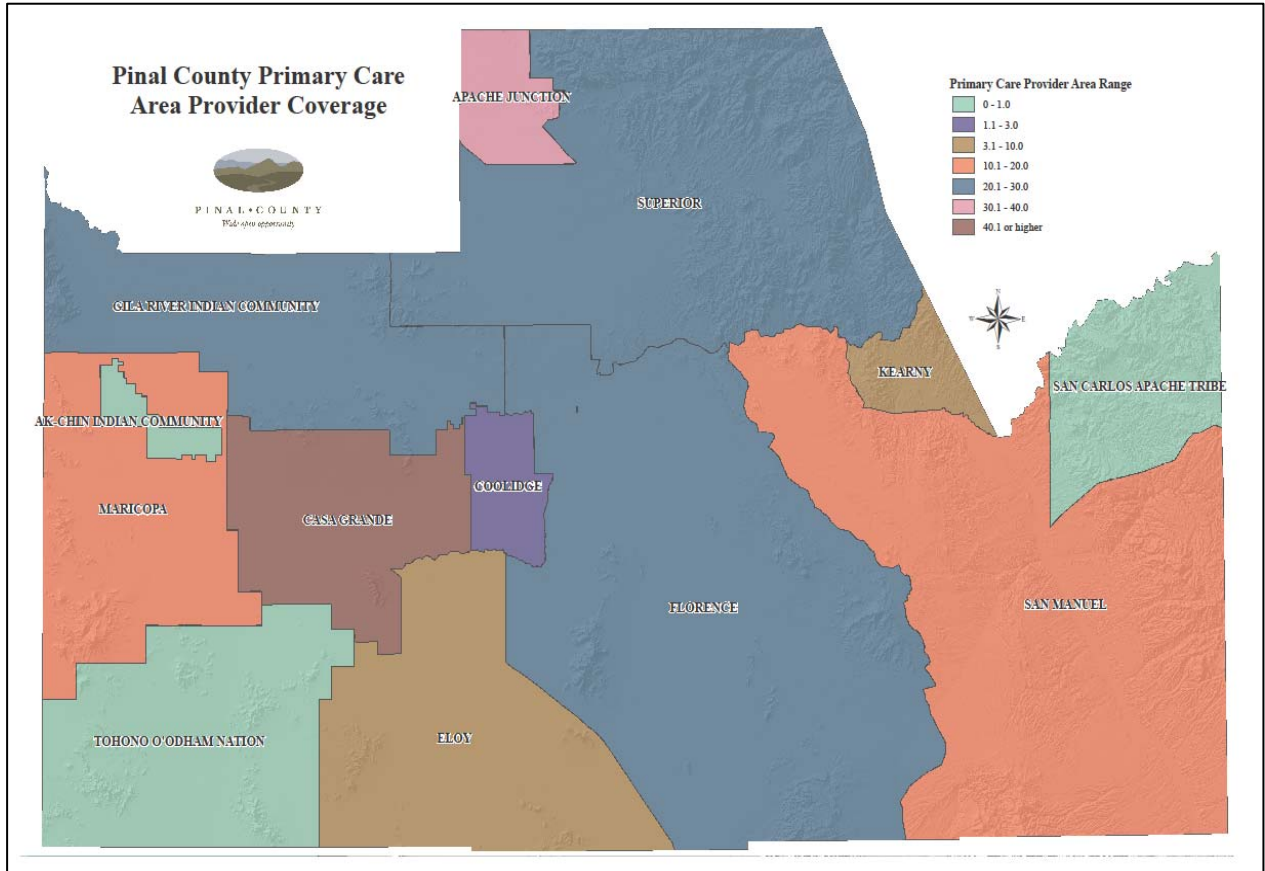 Pinal County Primary Care
Area Provider Coverage
PINAL•COUNTY
Wide open opportunity
Primary Care Provider Area Range
0 - 1.0
1.1 - 3.0
3.1 - 10.0
10.1 - 20.0
20.1 - 30.0
30.1 - 40.0
40.1 or higher
N
W E
S
APACHE JUNCTION
SUPERIOR
GILA RIVER INDIAN COMMUNITY
KEARNY
SAN CARLOS APACHE TRIBE
AK-CHIN INDIAN COMMUNITY
COOLIDGE
MARICOPA
CASA GRANDE
FLORENCE
SAN MANUEL
TOHONO O'ODHAM NATION
ELOY